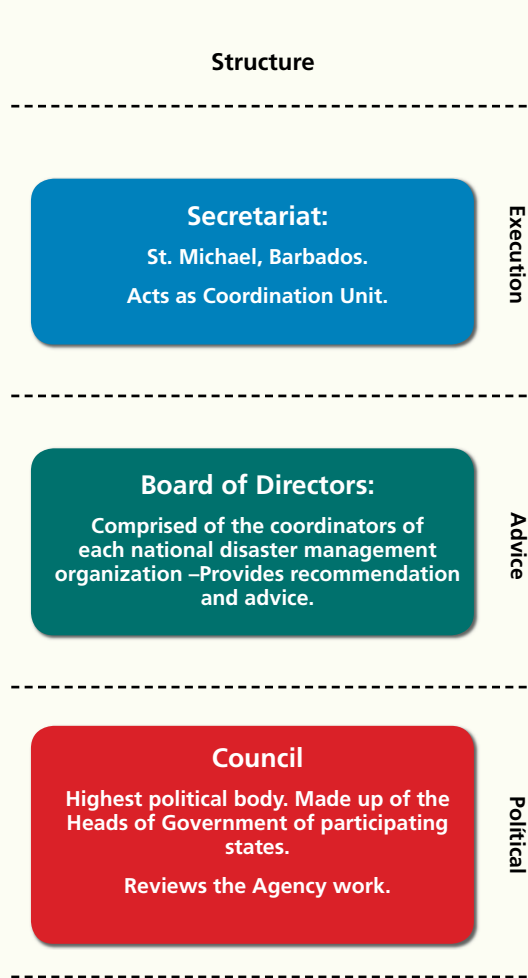 Structure
Secretariat:
St. Michael, Barbados.
Acts as Coordination Unit.
Execution
Board of Directors:
Comprised of the coordinators of
each national disaster management
organization –Provides recommendation
and advice.
Advice
Council
Highest political body. Made up of the
Heads of Government of participating
states.
Reviews the Agency work.
Polítical